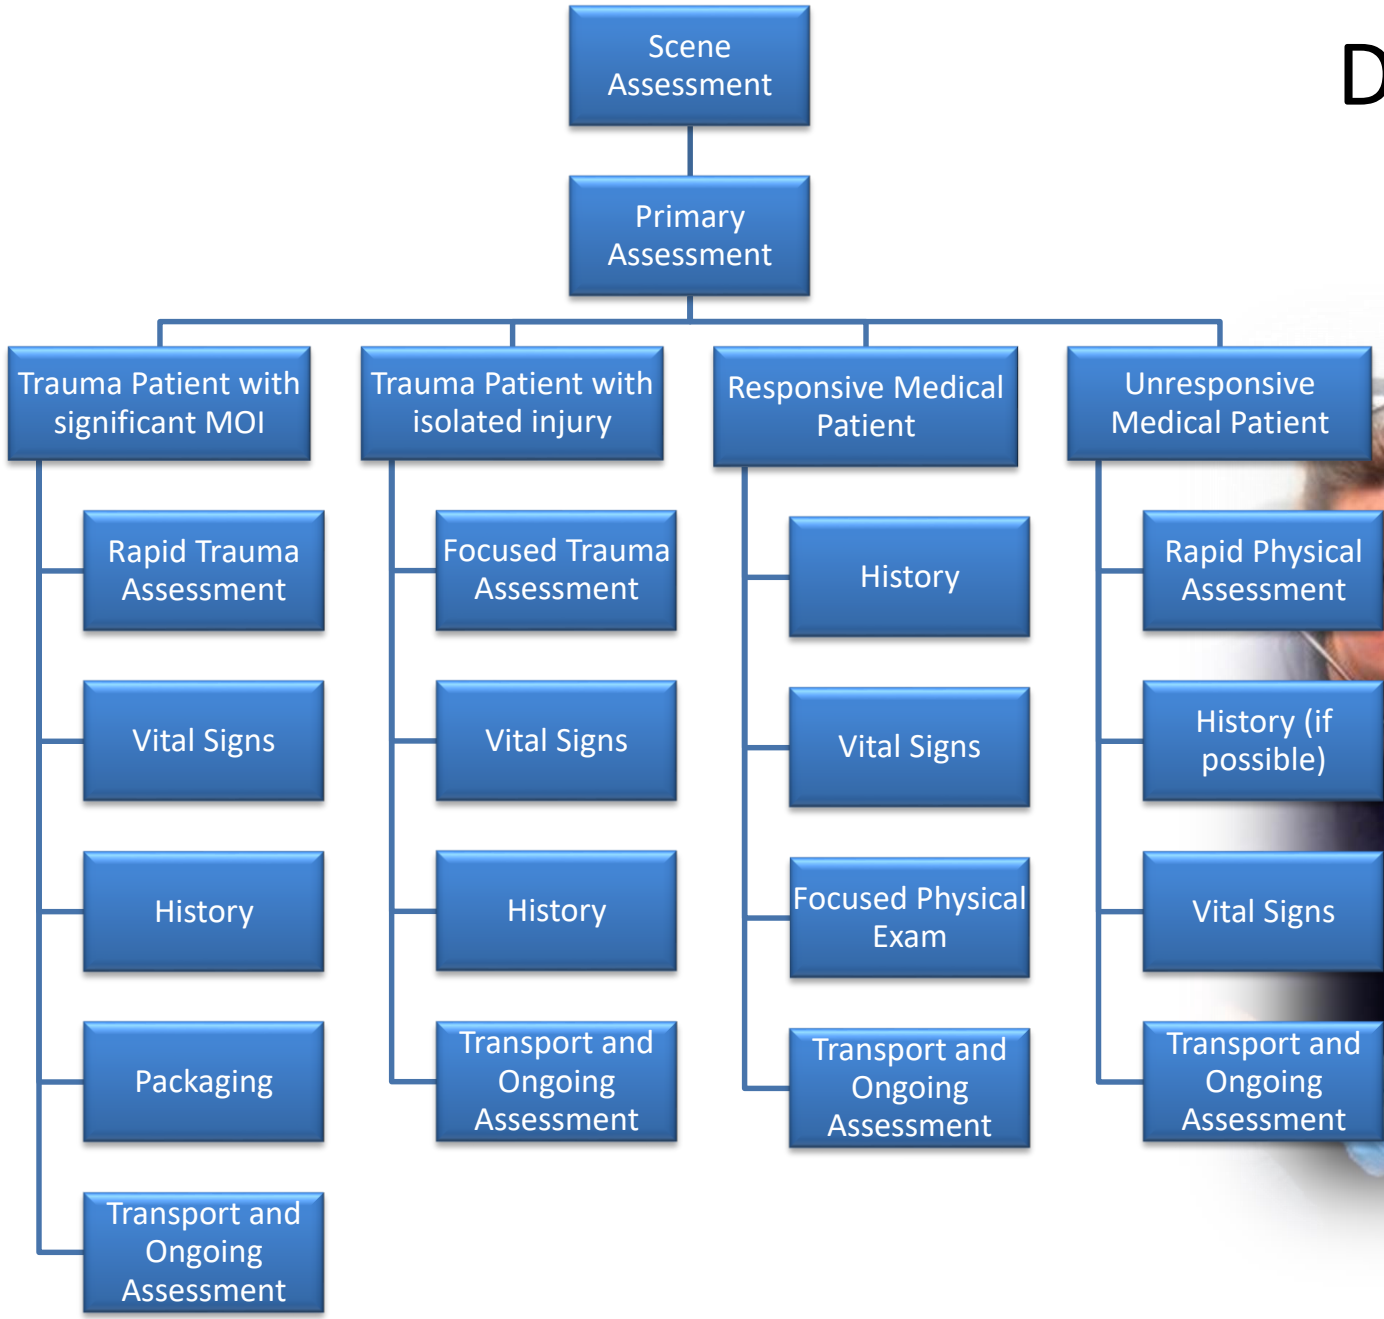 Scene
Assessment
D
Primary
Assessment
Trauma Patient with
significant MOI
Rapid Trauma
Assessment
Vital Signs
History
Packaging
Transport and
Ongoing
Assessment
Trauma Patient with
isolated injury
Focused Trauma
Assessment
Vital Signs
History
Transport and
Ongoing
Assessment
Responsive Medical
Patient
History
Vital Signs
Focused Physical
Exam
Transport and
Ongoing
Assessment
Unresponsive
Medical Patient
Rapid Physical
Assessment
History (if
possible)
Vital Signs
Transport and
Ongoing
Assessment